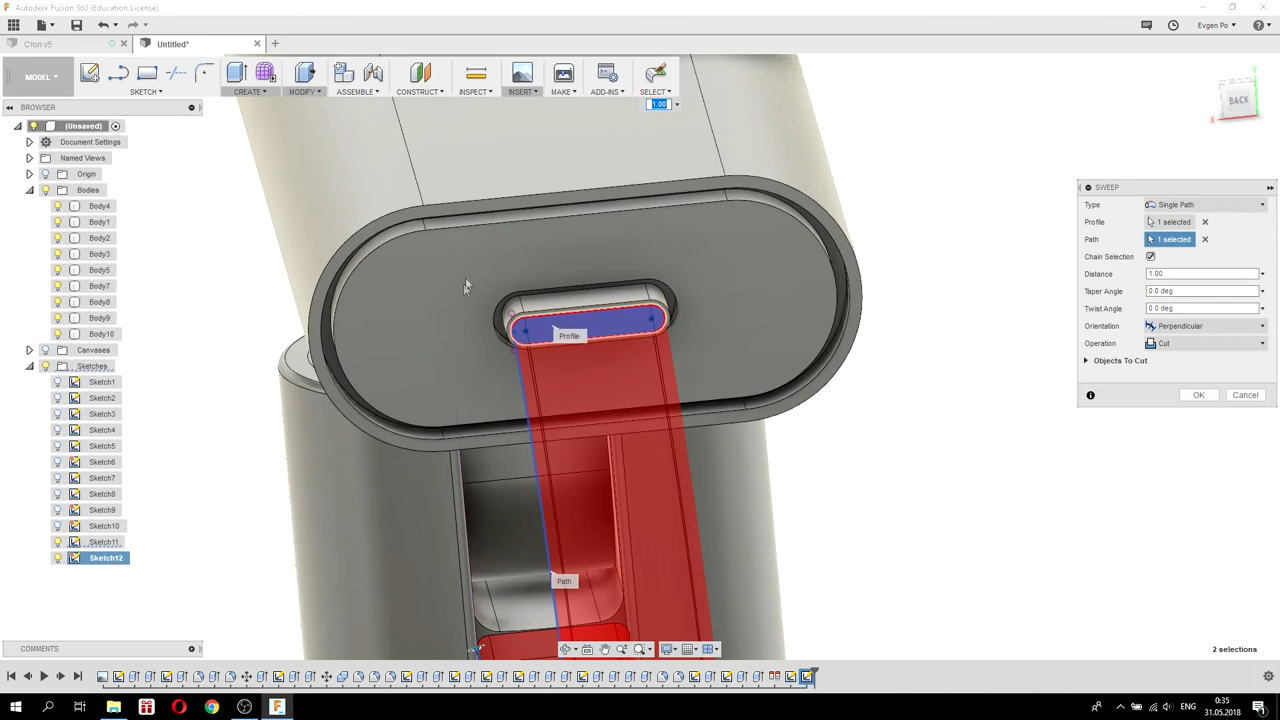 Autodesk Fusion 360 (Education License)
Evgen Po
Стол v5
Untitled*
MODEL
SKETCH
CREATE
MODIFY
ASSEMBLE
CONSTRUCT
INSPECT
INSERT
MAKE
ADD-INS
SELECT
1.00
BROWSER
(Unsaved)
Document Settings
Named Views
Origin
Bodies
Body4
Body1
Body2
Body3
Body5
Body7
Body8
Body9
Body10
Canvases
Sketches
Sketch1
Sketch2
Sketch3
Sketch4
Sketch5
Sketch6
Sketch7
Sketch8
Sketch9
Sketch10
Sketch11
Sketch12
COMMENTS
Profile
Path
BACK
Y
X
SWEEP
Type Single Path
Profile 1 selected
Path 1 selected
Chain Selection
Distance 1.00
Taper Angle 0.0 deg
Twist Angle 0.0 deg
Orientation Perpendicular
Operation Cut
Objects To Cut
OK Cancel
2 selections
ENG
0:35
31.05.2018